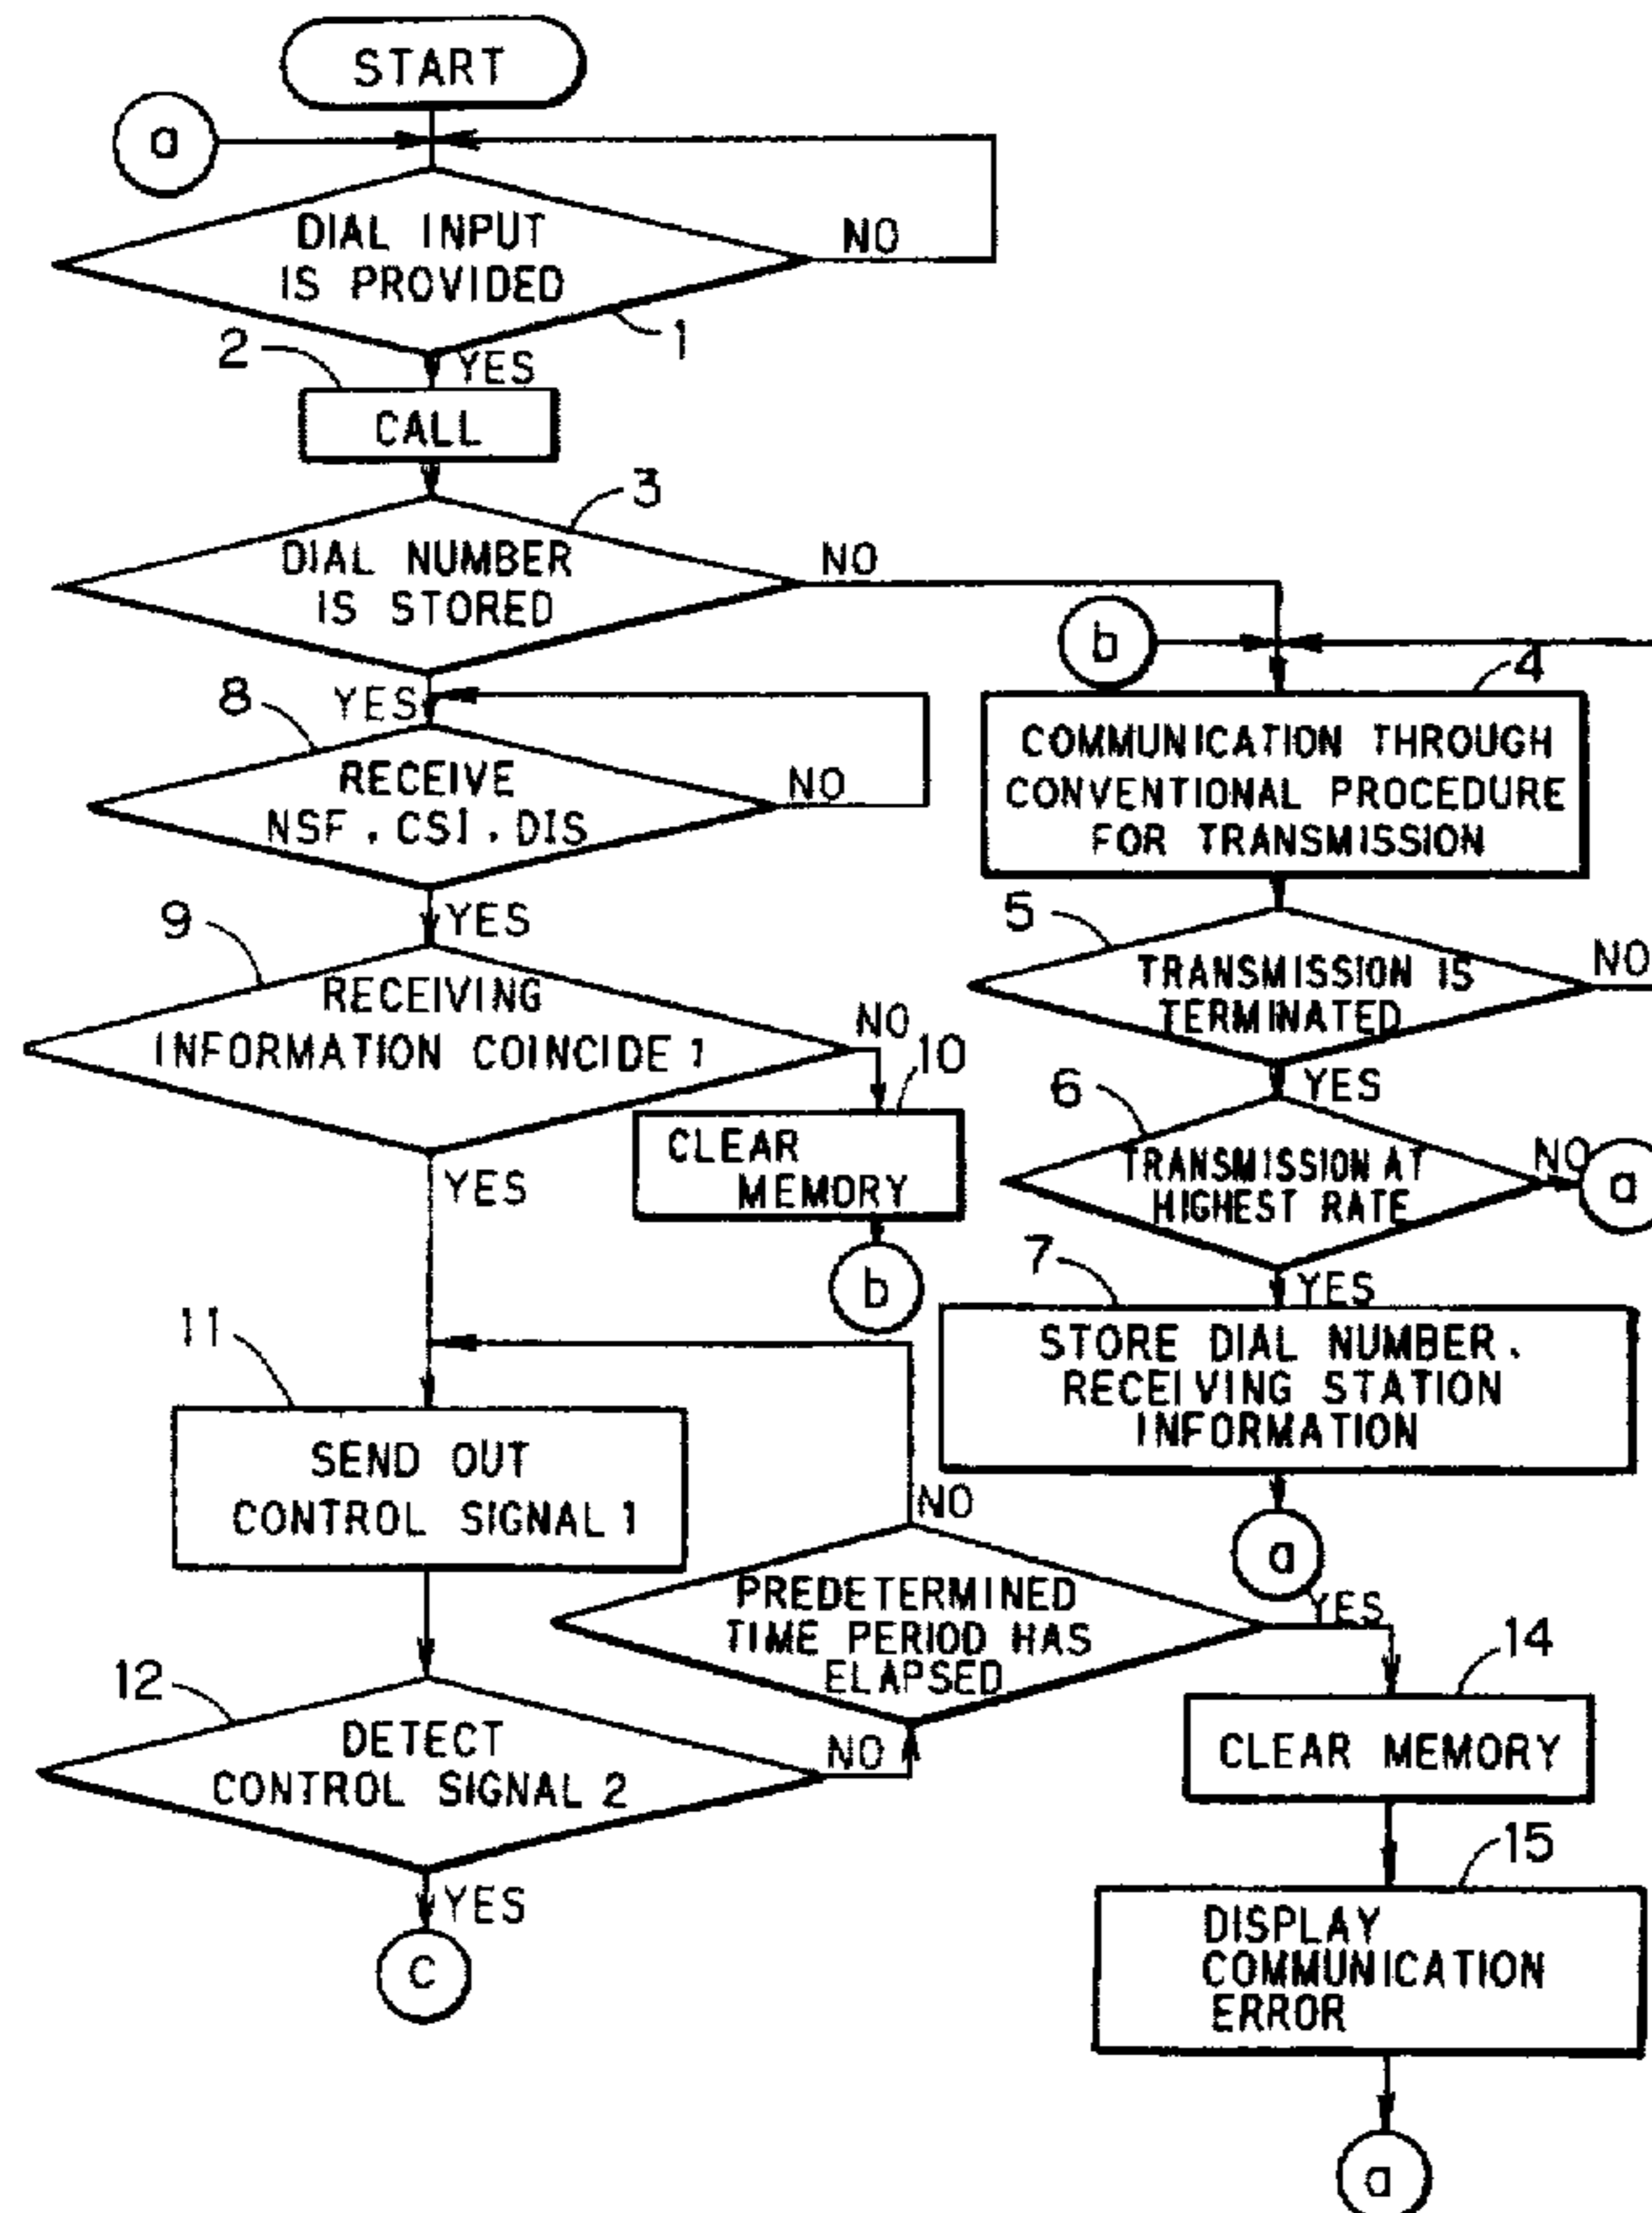 START
a
DIAL INPUT
IS PROVIDED
NO
1
2
YES
CALL
3
DIAL NUMBER
IS STORED
NO
b
4
8
YES
COMMUNICATION THROUGH
CONVENTIONAL PROCEDURE
FOR TRANSMISSION
RECEIVE
NSF. CSI. DIS
NO
5
9
YES
TRANSMISSION IS
TERMINATED
NO
RECEIVING
INFORMATION COINCIDE 1
NO
10
6
YES
CLEAR
MEMORY
TRANSMISSION AT
HIGHEST RATE
NO
a
YES
b
7
YES
STORE DIAL NUMBER.
RECEIVING STATION
INFORMATION
11
SEND OUT
CONTROL SIGNAL 1
NO
a
PREDETERMINED
TIME PERIOD HAS
ELAPSED
YES
14
12
CLEAR MEMORY
DETECT
CONTROL SIGNAL 2
NO
15
YES
C
DISPLAY
COMMUNICATION
ERROR
a